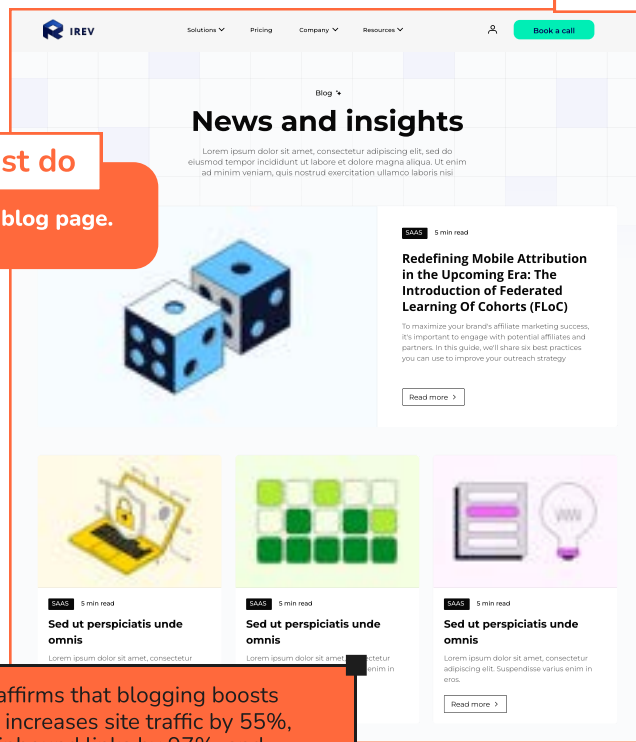 IREV
Solutions
Pricing
Company
Resources
Book a call
Blog
News and insights
Lorem ipsum dolor sit amet, consectetur adipiscing elit, sed do
eiusmod tempor incididunt ut labore et dolore magna aliqua. Ut enim
ad minim veniam, quis nostrud exercitation ullamco laboris nisi
st do
blog page.
SAAS 5 min read
Redefining Mobile Attribution
in the Upcoming Era: The
Introduction of Federated
Learning Of Cohorts (FLoC)
To maximize your brand's affiliate marketing success,
it's important to engage with potential affiliates and
partners. In this guide, we'll share six best practices
you can use to improve your outreach strategy
Read more
SAAS 5 min read
Sed ut perspiciatis unde
omnis
Lorem ipsum dolor sit amet, consectetur
SAAS 5 min read
Sed ut perspiciatis unde
omnis
Lorem ipsum dolor sit amet, consectetur
enim in
SAAS 5 min read
Sed ut perspiciatis unde
omnis
Lorem ipsum dolor sit amet, consectetur
adipiscing elit. Suspendisse varius enim in
eros.
Read more
affirms that blogging boosts
increases site traffic by 55%,